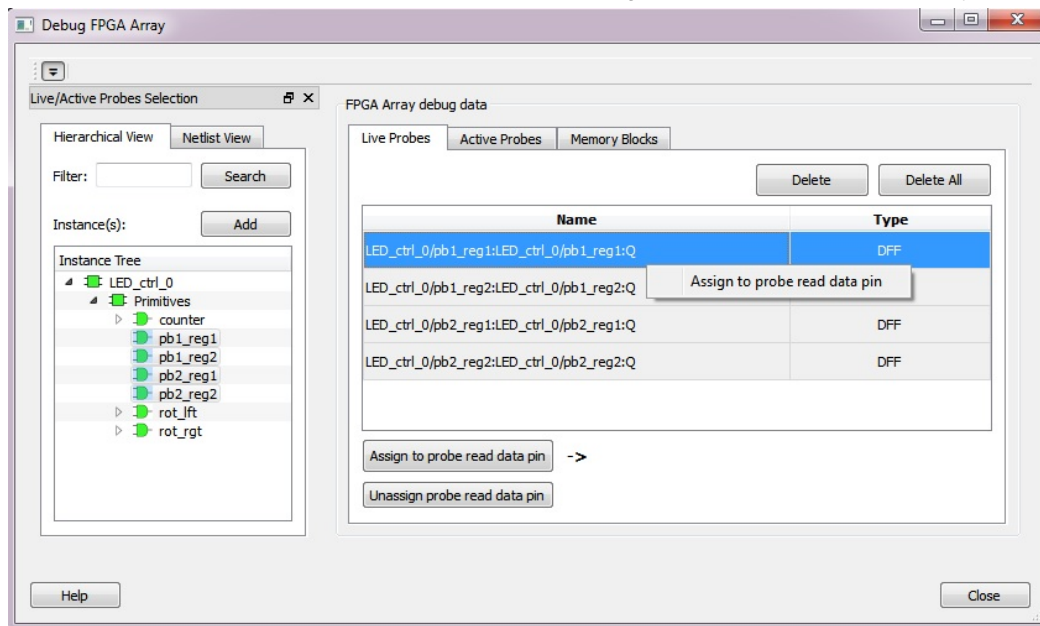 Debug FPGA Array
Live/Active Probes Selection
Hierarchical View Netlist View
Filter: Search
Instance(s): Add
Instance Tree
LED_ctrl_0
Primitives
counter
pb1_reg1
pb1_reg2
pb2_reg1
pb2_reg2
rot_lft
rot_rgt
FPGA Array debug data
Live Probes Active Probes Memory Blocks
Delete Delete All
Name Type
LED_ctrl_0/pb1_reg1:LED_ctrl_0/pb1_reg1:Q DFF
Assign to probe read data pin
LED_ctrl_0/pb1_reg2:LED_ctrl_0/pb1_reg2:Q
LED_ctrl_0/pb2_reg1:LED_ctrl_0/pb2_reg1:Q DFF
LED_ctrl_0/pb2_reg2:LED_ctrl_0/pb2_reg2:Q DFF
Assign to probe read data pin ->
Unassign probe read data pin
Help Close